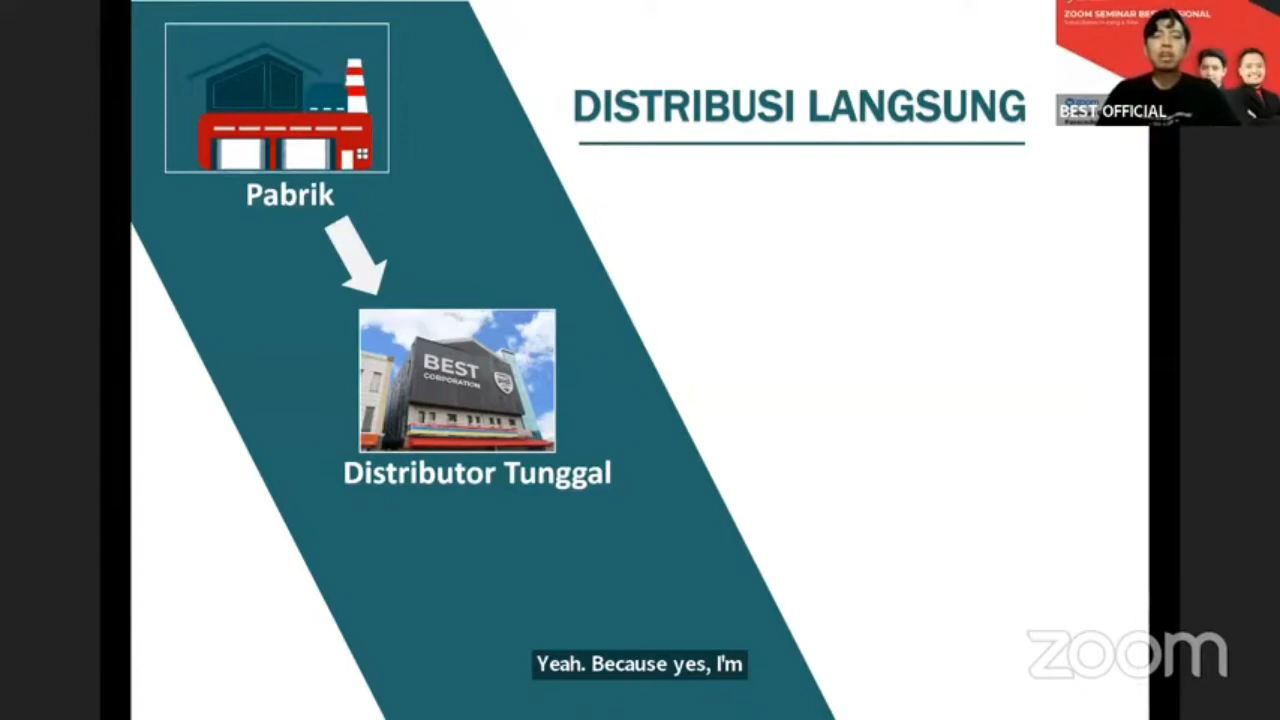 DISTRIBUSI LANGSUNG
Pabrik
BEST
CORPORATION
Distributor Tunggal
ZOOM SEMINAR
BEST OFFICIAL
Yeah. Because yes, I'm
zoom